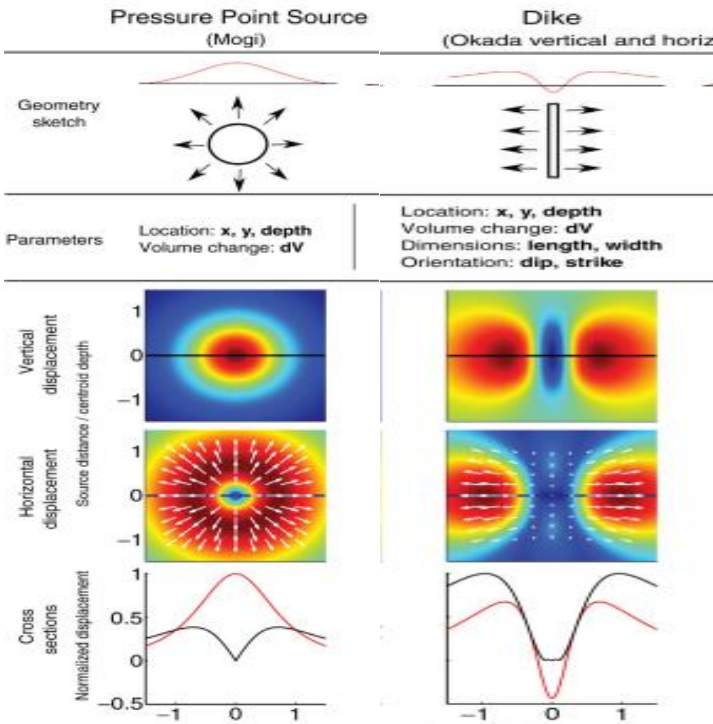 Pressure Point Source
(Mogi)
Dike
(Okada vertical and horiz
Geometry
sketch
Parameters
Location: x, y, depth
Volume change: dV
Location: x, y, depth
Volume change: dV
Dimensions: length, width
Orientation: dip, strike
Vertical
displacement
Horizontal
displacement
Source distance / centroid depth
1
0
−1
1
0
−1
Cross
sections
Normalized displacement
1
0.5
0
−0.5
−1 0 1
−1 0 1